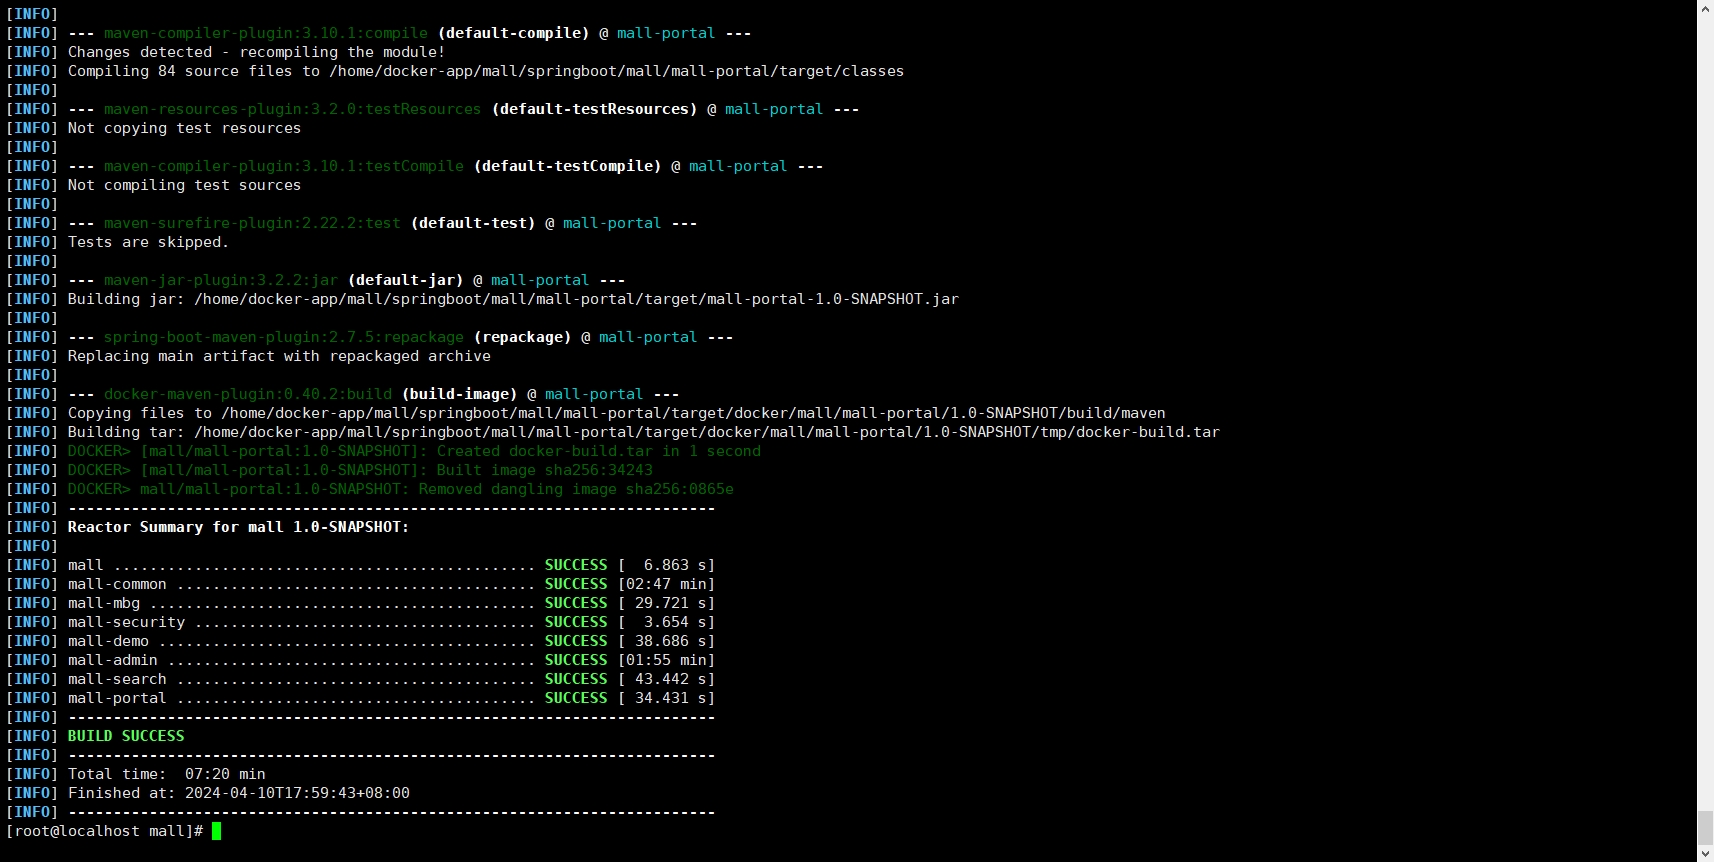 [INFO]
[INFO] --- maven-compiler-plugin:3.10.1:compile (default-compile) @ mall-portal ---
[INFO] Changes detected - recompiling the module!
[INFO] Compiling 84 source files to /home/docker-app/mall/springboot/mall/mall-portal/target/classes
[INFO]
[INFO] --- maven-resources-plugin:3.2.0:testResources (default-testResources) @ mall-portal ---
[INFO] Not copying test resources
[INFO]
[INFO] --- maven-compiler-plugin:3.10.1:testCompile (default-testCompile) @ mall-portal ---
[INFO] Not compiling test sources
[INFO]
[INFO] --- maven-surefire-plugin:2.22.2:test (default-test) @ mall-portal ---
[INFO] Tests are skipped.
[INFO]
[INFO] --- maven-jar-plugin:3.2.2:jar (default-jar) @ mall-portal ---
[INFO] Building jar: /home/docker-app/mall/springboot/mall/mall-portal/target/mall-portal-1.0-SNAPSHOT.jar
[INFO]
[INFO] --- spring-boot-maven-plugin:2.7.5:repackage (repackage) @ mall-portal ---
[INFO] Replacing main artifact with repackaged archive
[INFO]
[INFO] --- docker-maven-plugin:0.40.2:build (build-image) @ mall-portal ---
[INFO] Copying files to /home/docker-app/mall/springboot/mall/mall-portal/target/docker/mall/mall-portal/1.0-SNAPSHOT/build/maven
[INFO] Building tar: /home/docker-app/mall/springboot/mall/mall-portal/target/docker/mall/mall-portal/1.0-SNAPSHOT/tmp/docker-build.tar
[INFO] DOCKER> [mall/mall-portal:1.0-SNAPSHOT]: Created docker-build.tar in 1 second
[INFO] DOCKER> [mall/mall-portal:1.0-SNAPSHOT]: Built image sha256:34243
[INFO] DOCKER> mall/mall-portal:1.0-SNAPSHOT: Removed dangling image sha256:0865e
[INFO] ------------------------------------------------------------------------
[INFO] Reactor Summary for mall 1.0-SNAPSHOT:
[INFO]
[INFO] mall ............................................... SUCCESS [  6.863 s]
[INFO] mall-common ........................................ SUCCESS [02:47 min]
[INFO] mall-mbg ........................................... SUCCESS [ 29.721 s]
[INFO] mall-security ...................................... SUCCESS [  3.654 s]
[INFO] mall-demo .......................................... SUCCESS [ 38.686 s]
[INFO] mall-admin ......................................... SUCCESS [01:55 min]
[INFO] mall-search ........................................ SUCCESS [ 43.442 s]
[INFO] mall-portal ........................................ SUCCESS [ 34.431 s]
[INFO] ------------------------------------------------------------------------
[INFO] BUILD SUCCESS
[INFO] ------------------------------------------------------------------------
[INFO] Total time:  07:20 min
[INFO] Finished at: 2024-04-10T17:59:43+08:00
[INFO] ------------------------------------------------------------------------
[root@localhost mall]#